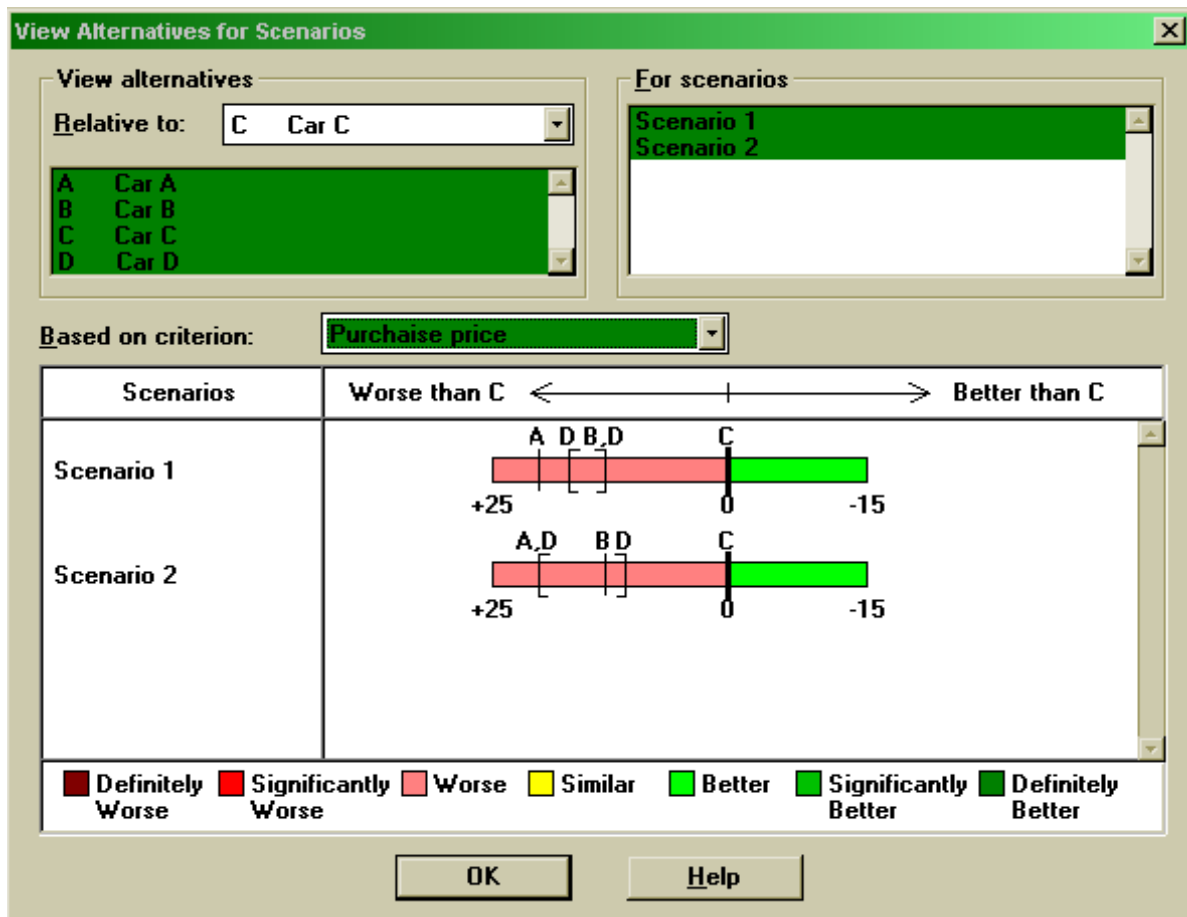 View Alternatives for Scenarios
View alternatives
Relative to: C Car C
A Car A
B Car B
C Car C
D Car D
For scenarios
Scenario 1
Scenario 2
Based on criterion: Purchaise price
Scenarios Worse than C Better than C
A D B,D C
Scenario 1
+25 0 -15
A,D B D C
Scenario 2
+25 0 -15
Definitely Worse
Significantly Worse
Worse
Similar
Better
Significantly Better
Definitely Better
OK Help